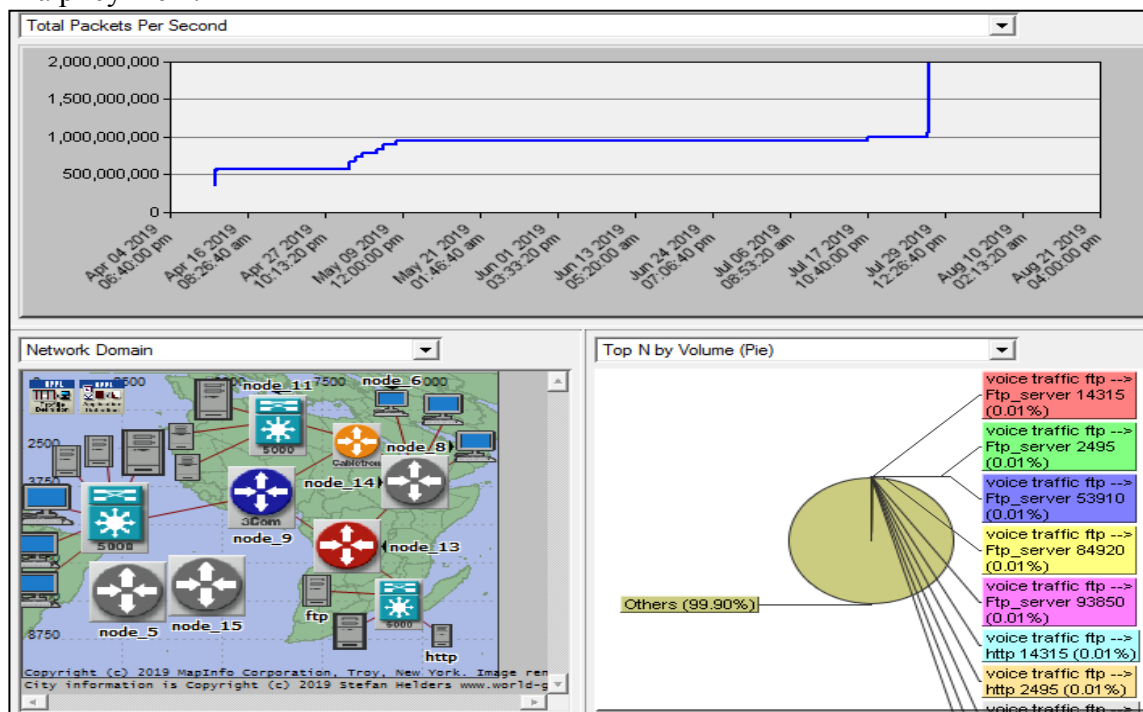 Total Packets Per Second
2,000,000,000
1,500,000,000
1,000,000,000
500,000,000
0
Apr 04 2019
06:40:00 pm
Apr 16 2019
08:26:40 am
Apr 27 2019
10:13:20 pm
May 09 2019
12:00:00 pm
May 21 2019
01:46:40 am
Jun 01 2019
03:33:20 pm
Jun 13 2019
05:20:00 am
Jun 24 2019
07:06:40 pm
Jul 06 2019
08:53:20 am
Jul 17 2019
10:40:00 pm
Jul 29 2019
12:26:40 pm
Aug 10 2019
02:13:20 am
Aug 21 2019
04:00:00 pm
Network Domain
APPL
APPL
7500
node_11
node_6
5000
2500
Cabletron
node_8
node_14
3750
3Com
node_9
5000
node_13
node_5
node_15
ftp
5000
http
8750
Copyright (c) 2019 MapInfo Corporation, Troy, New York. Image ren
City information is Copyright (c) 2019 Stefan Helders www.world-g
Top N by Volume (Pie)
Others (99.90%)
voice traffic ftp -->
Ftp_server 14315
(0.01%)
voice traffic ftp -->
Ftp_server 2495
(0.01%)
voice traffic ftp -->
Ftp_server 53910
(0.01%)
voice traffic ftp -->
Ftp_server 84920
(0.01%)
voice traffic ftp -->
Ftp_server 93850
(0.01%)
voice traffic ftp -->
http 14315 (0.01%)
voice traffic ftp -->
http 2495 (0.01%)
voice traffic ftp -->